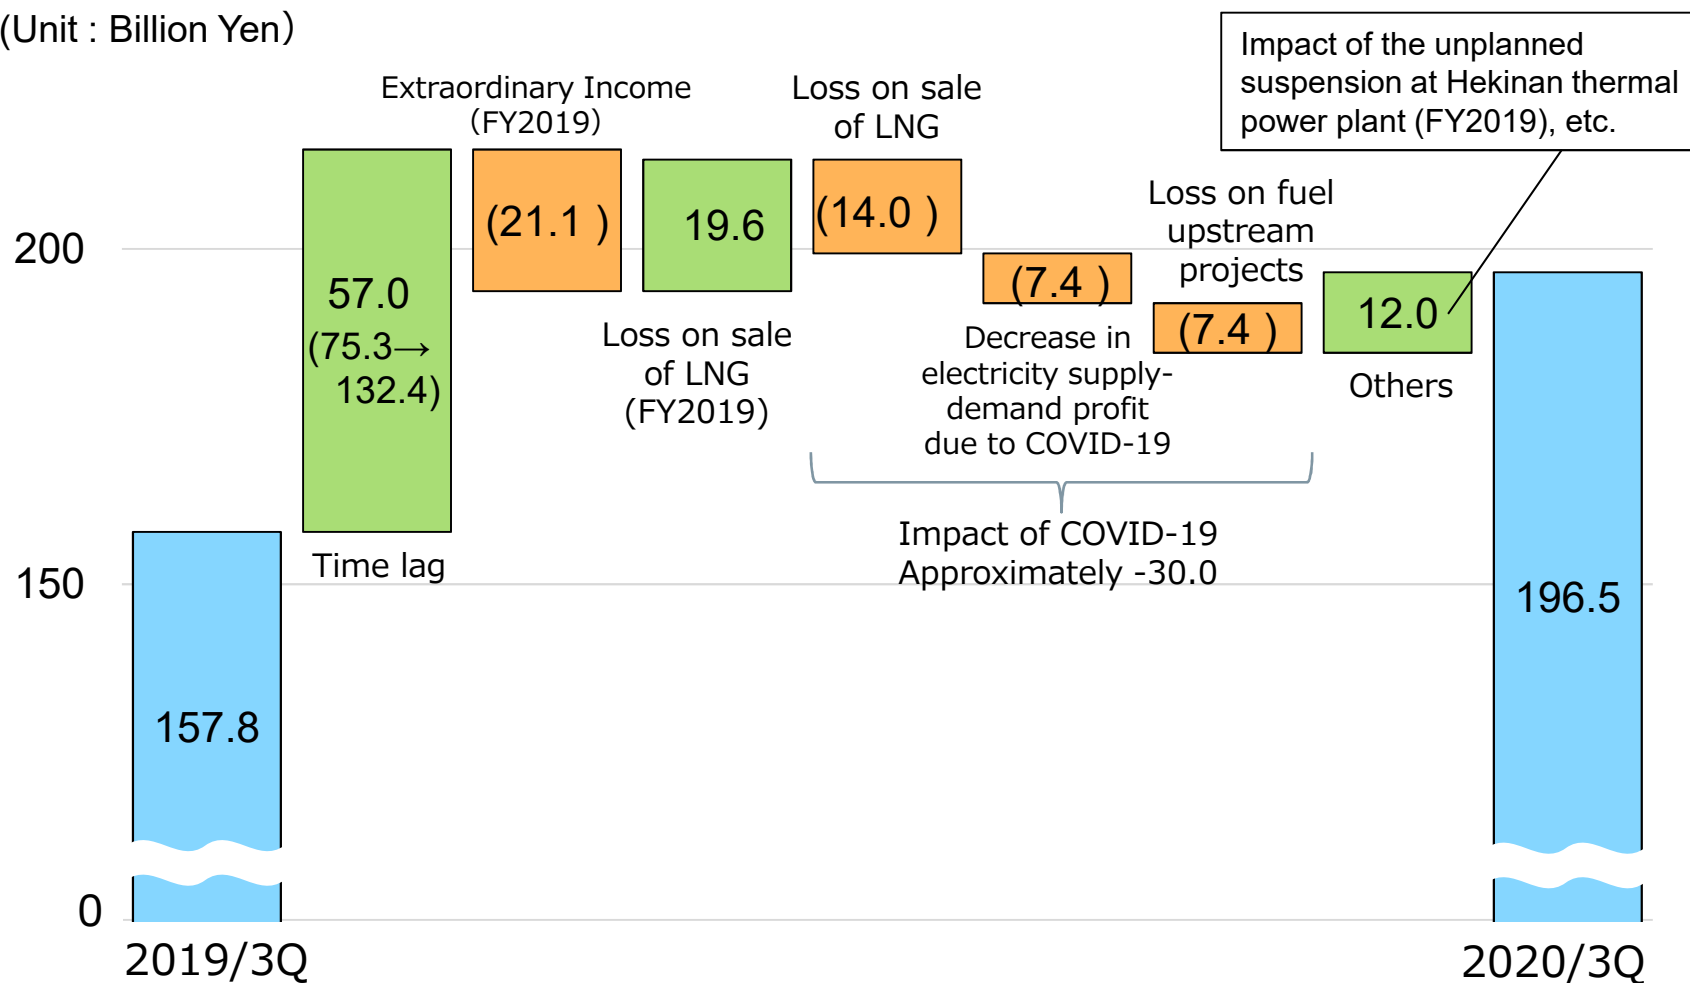 (Unit : Billion Yen）
Impact of the unplanned
suspension at Hekinan thermal
power plant (FY2019), etc.
Extraordinary Income
（FY2019）
Loss on sale
of LNG
Loss on fuel
upstream
projects
200
57.0
(75.3→
132.4)
(21.1 )
19.6
(14.0 )
(7.4 )
(7.4 )
12.0
Loss on sale
of LNG
(FY2019)
Decrease in
electricity supply-
demand profit
due to COVID-19
Others
Time lag
Impact of COVID-19
Approximately -30.0
150
157.8
196.5
0
2019/3Q
2020/3Q